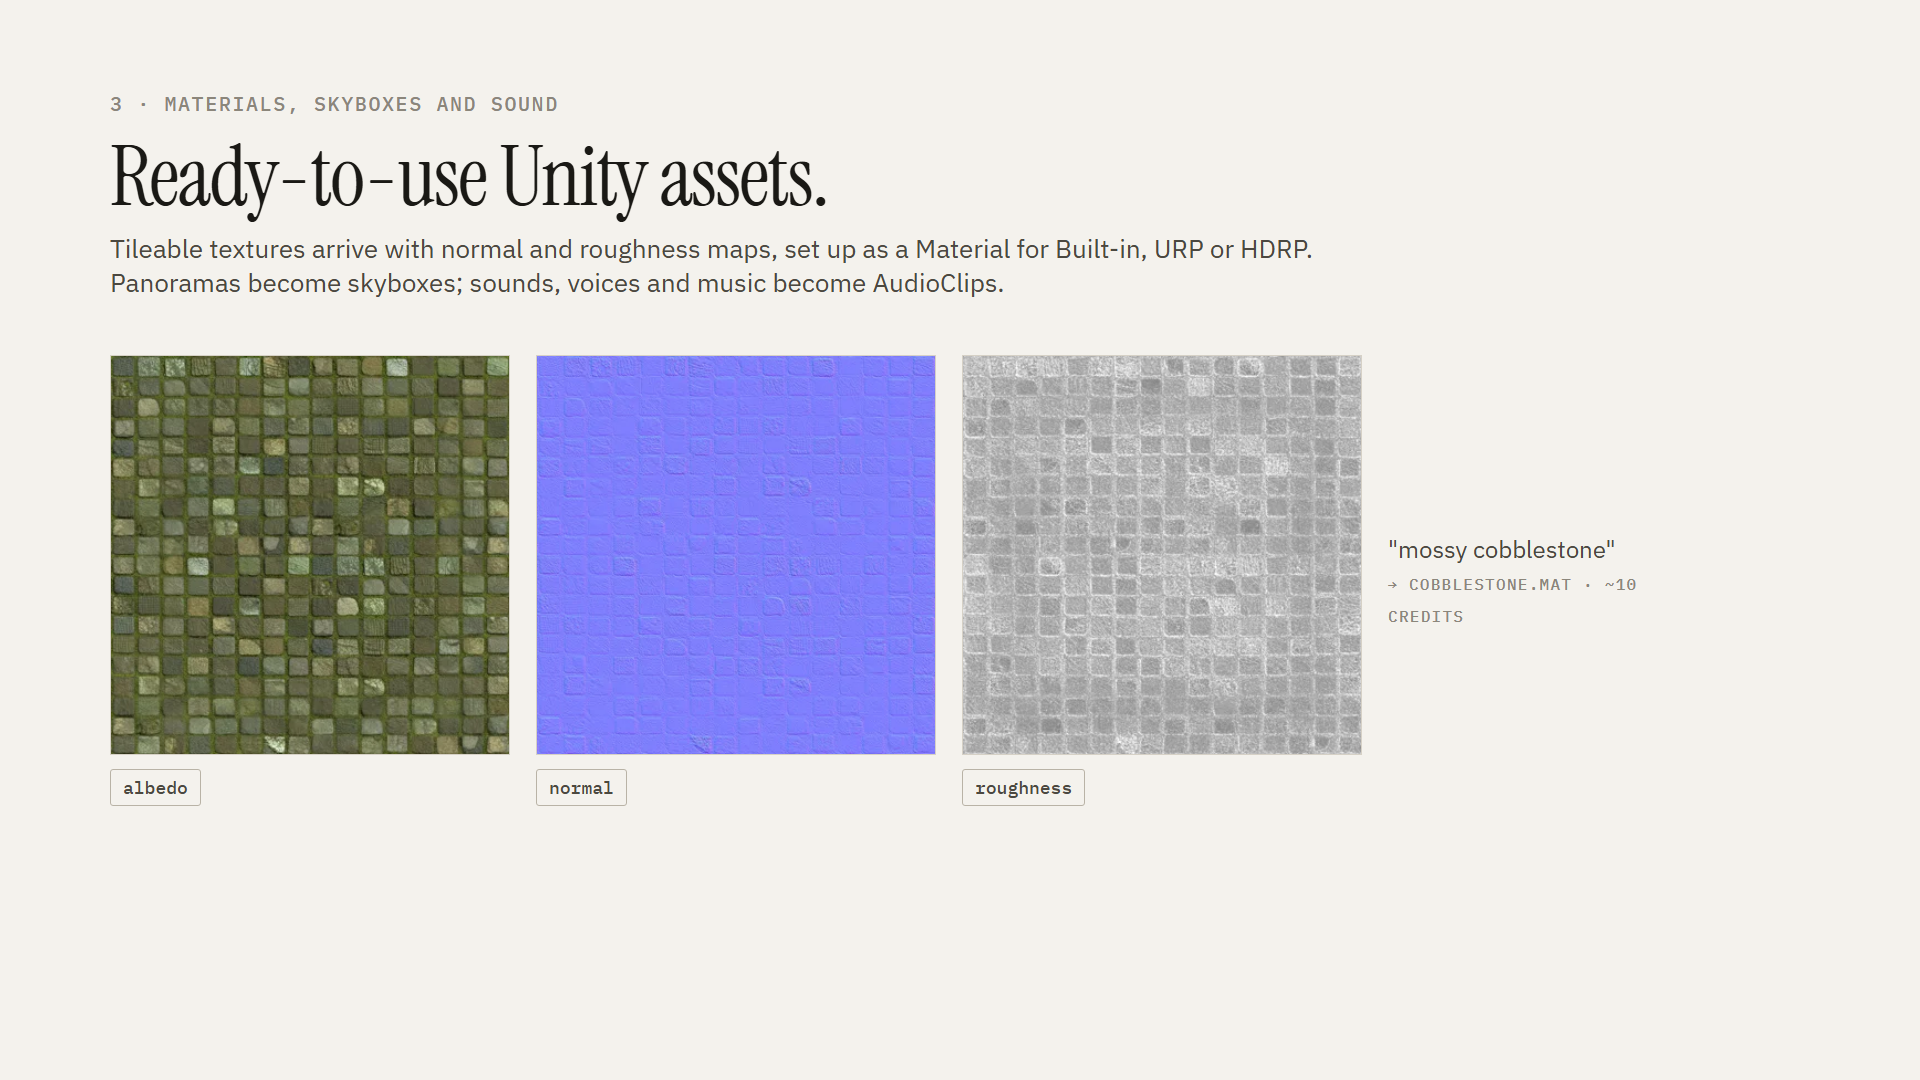 3 · MATERIALS, SKYBOXES AND SOUND
Ready-to-use Unity assets.
Tileable textures arrive with normal and roughness maps, set up as a Material for Built-in, URP or HDRP.
Panoramas become skyboxes; sounds, voices and music become AudioClips.
albedo
normal
roughness
"mossy cobblestone"
→ COBBLESTONE.MAT · ~10
CREDITS